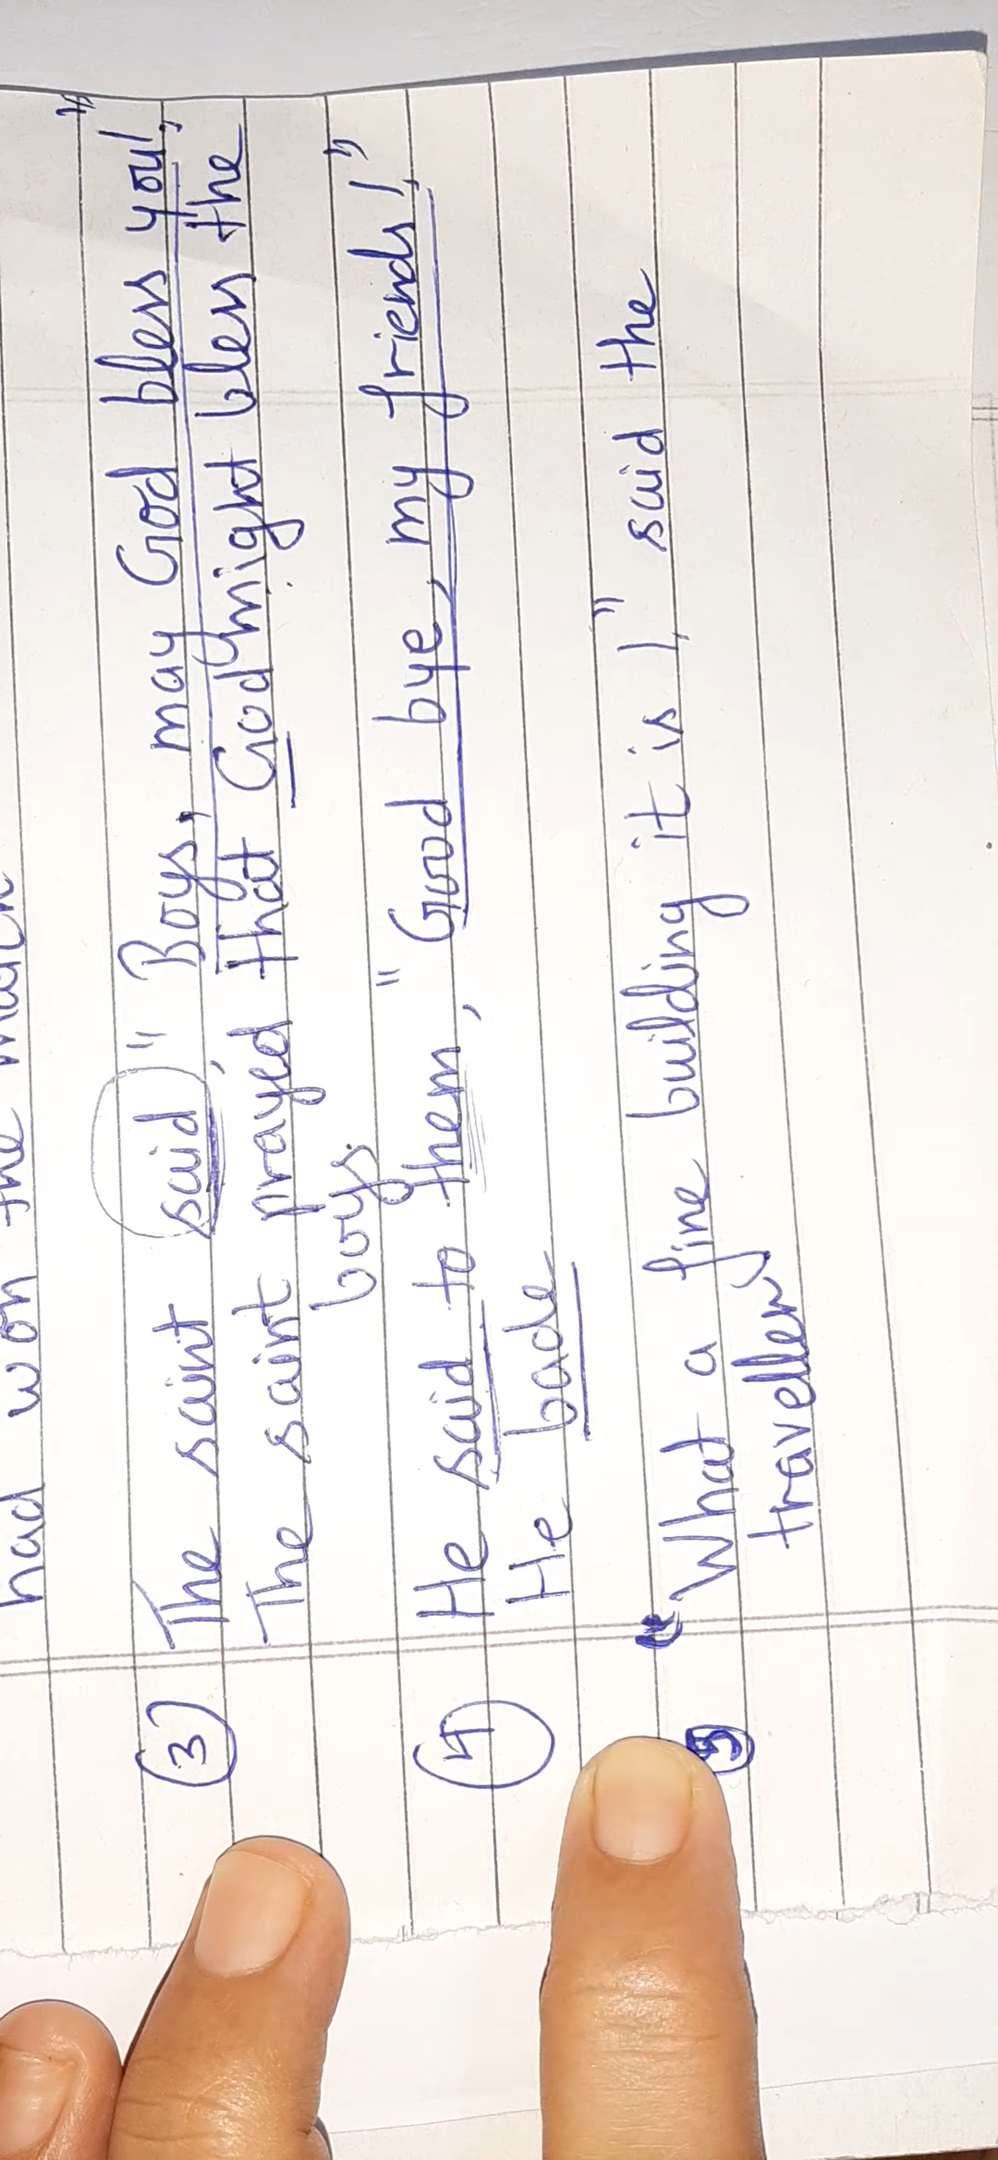 had won the match
③ The saint said, " Boys, may God bless you!"
The saint prayed that God might bless the
boys.
④ He said to them, " Good bye, my friends!"
He bade
5 "What a fine building it is!" said the
traveller